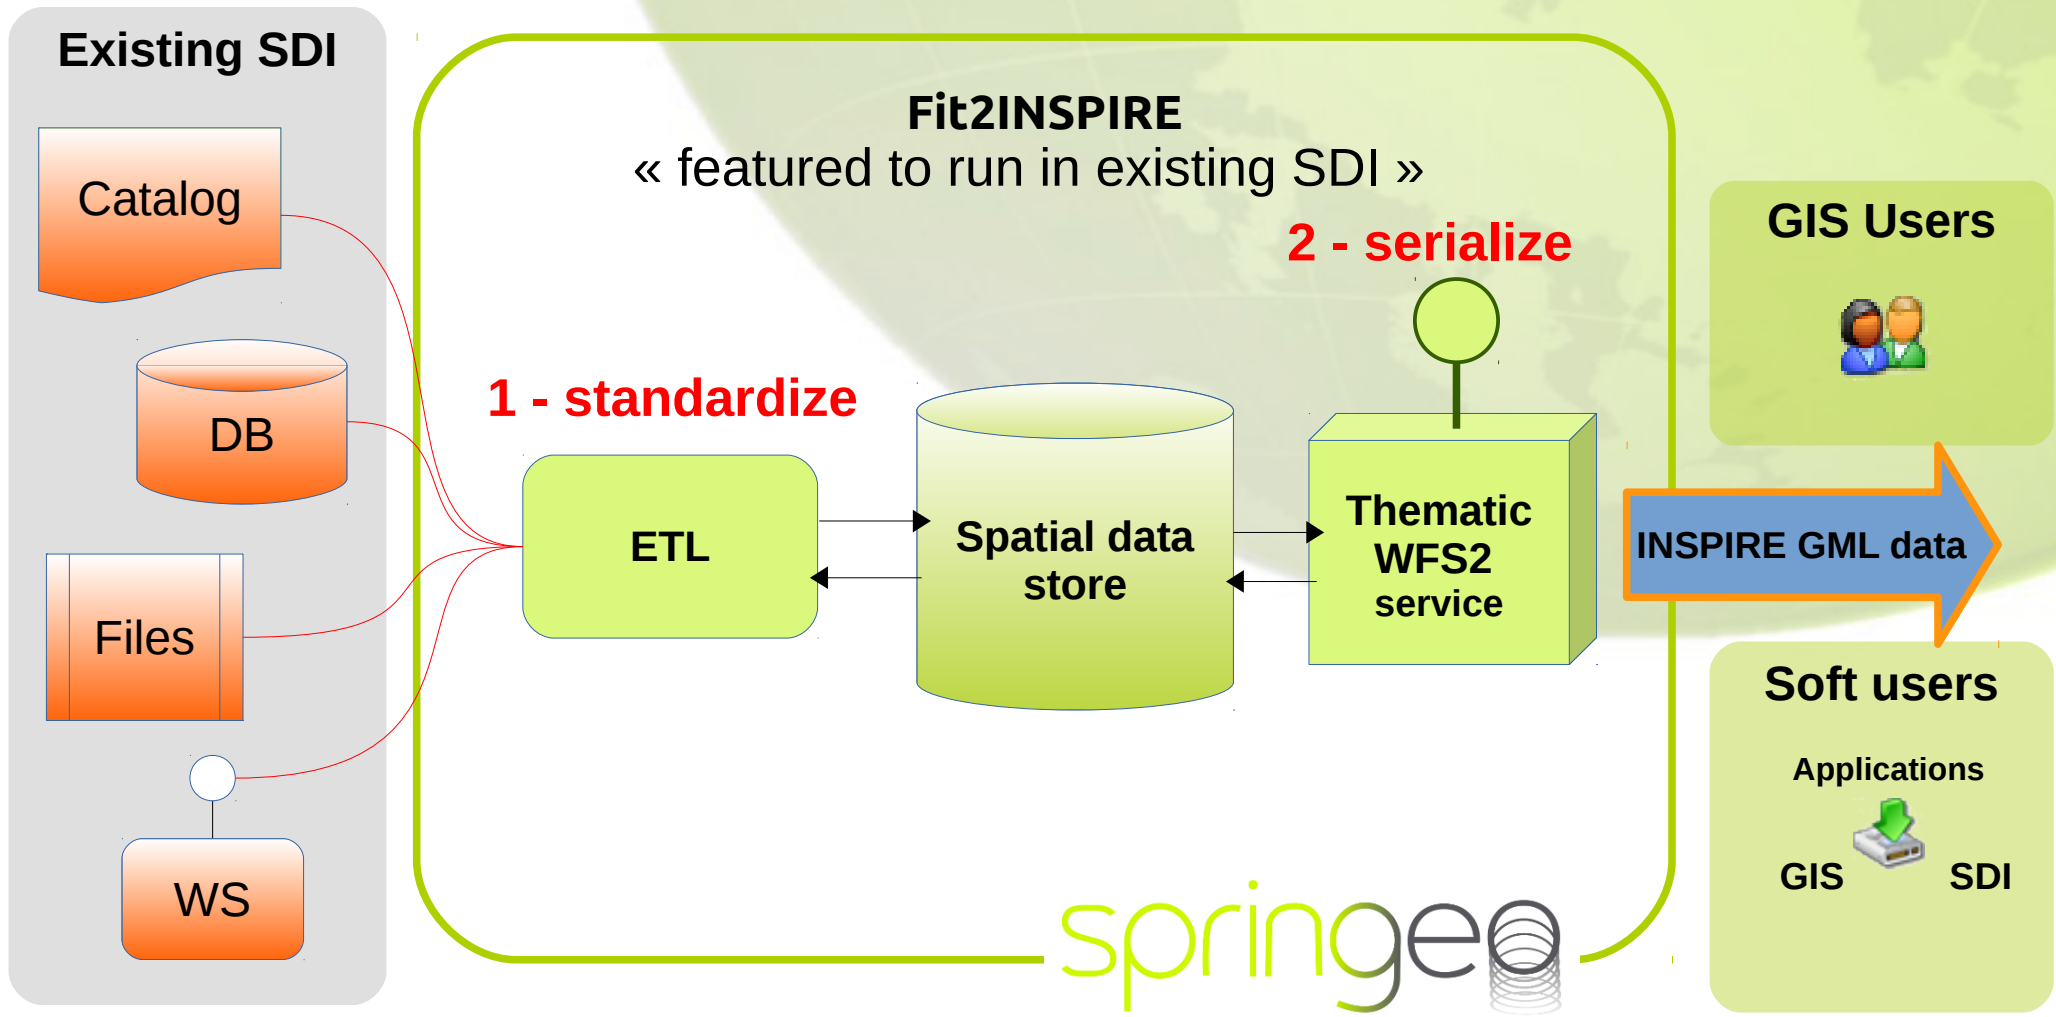 Existing SDI
Catalog
DB
Files
WS
Fit2INSPIRE
« featured to run in existing SDI »
1 - standardize
2 - serialize
ETL
Spatial data
store
Thematic
WFS2
service
INSPIRE GML data
GIS Users
Soft users
Applications
GIS
SDI
springeo